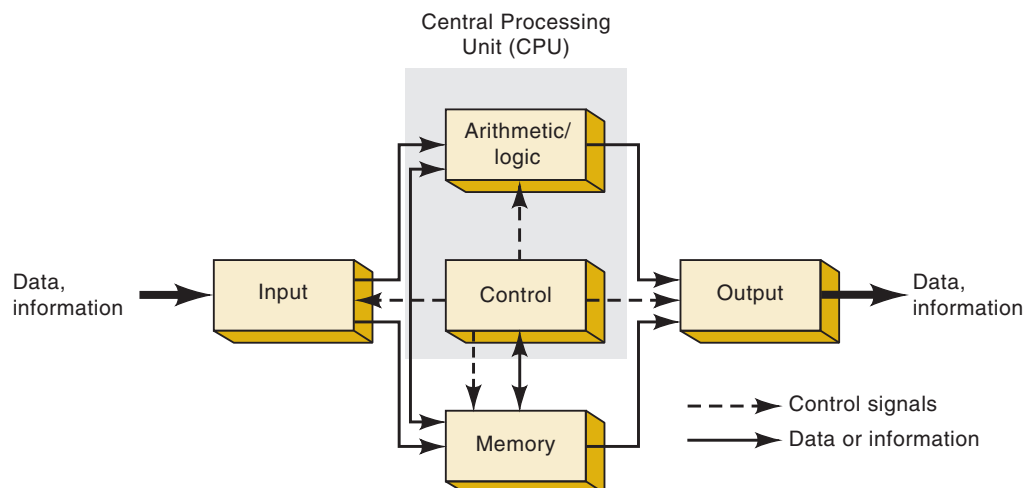 Central Processing
Unit (CPU)
Arithmetic/
logic
Data,
information
Input
Control
Output
Data,
information
Memory
Control signals
Data or information